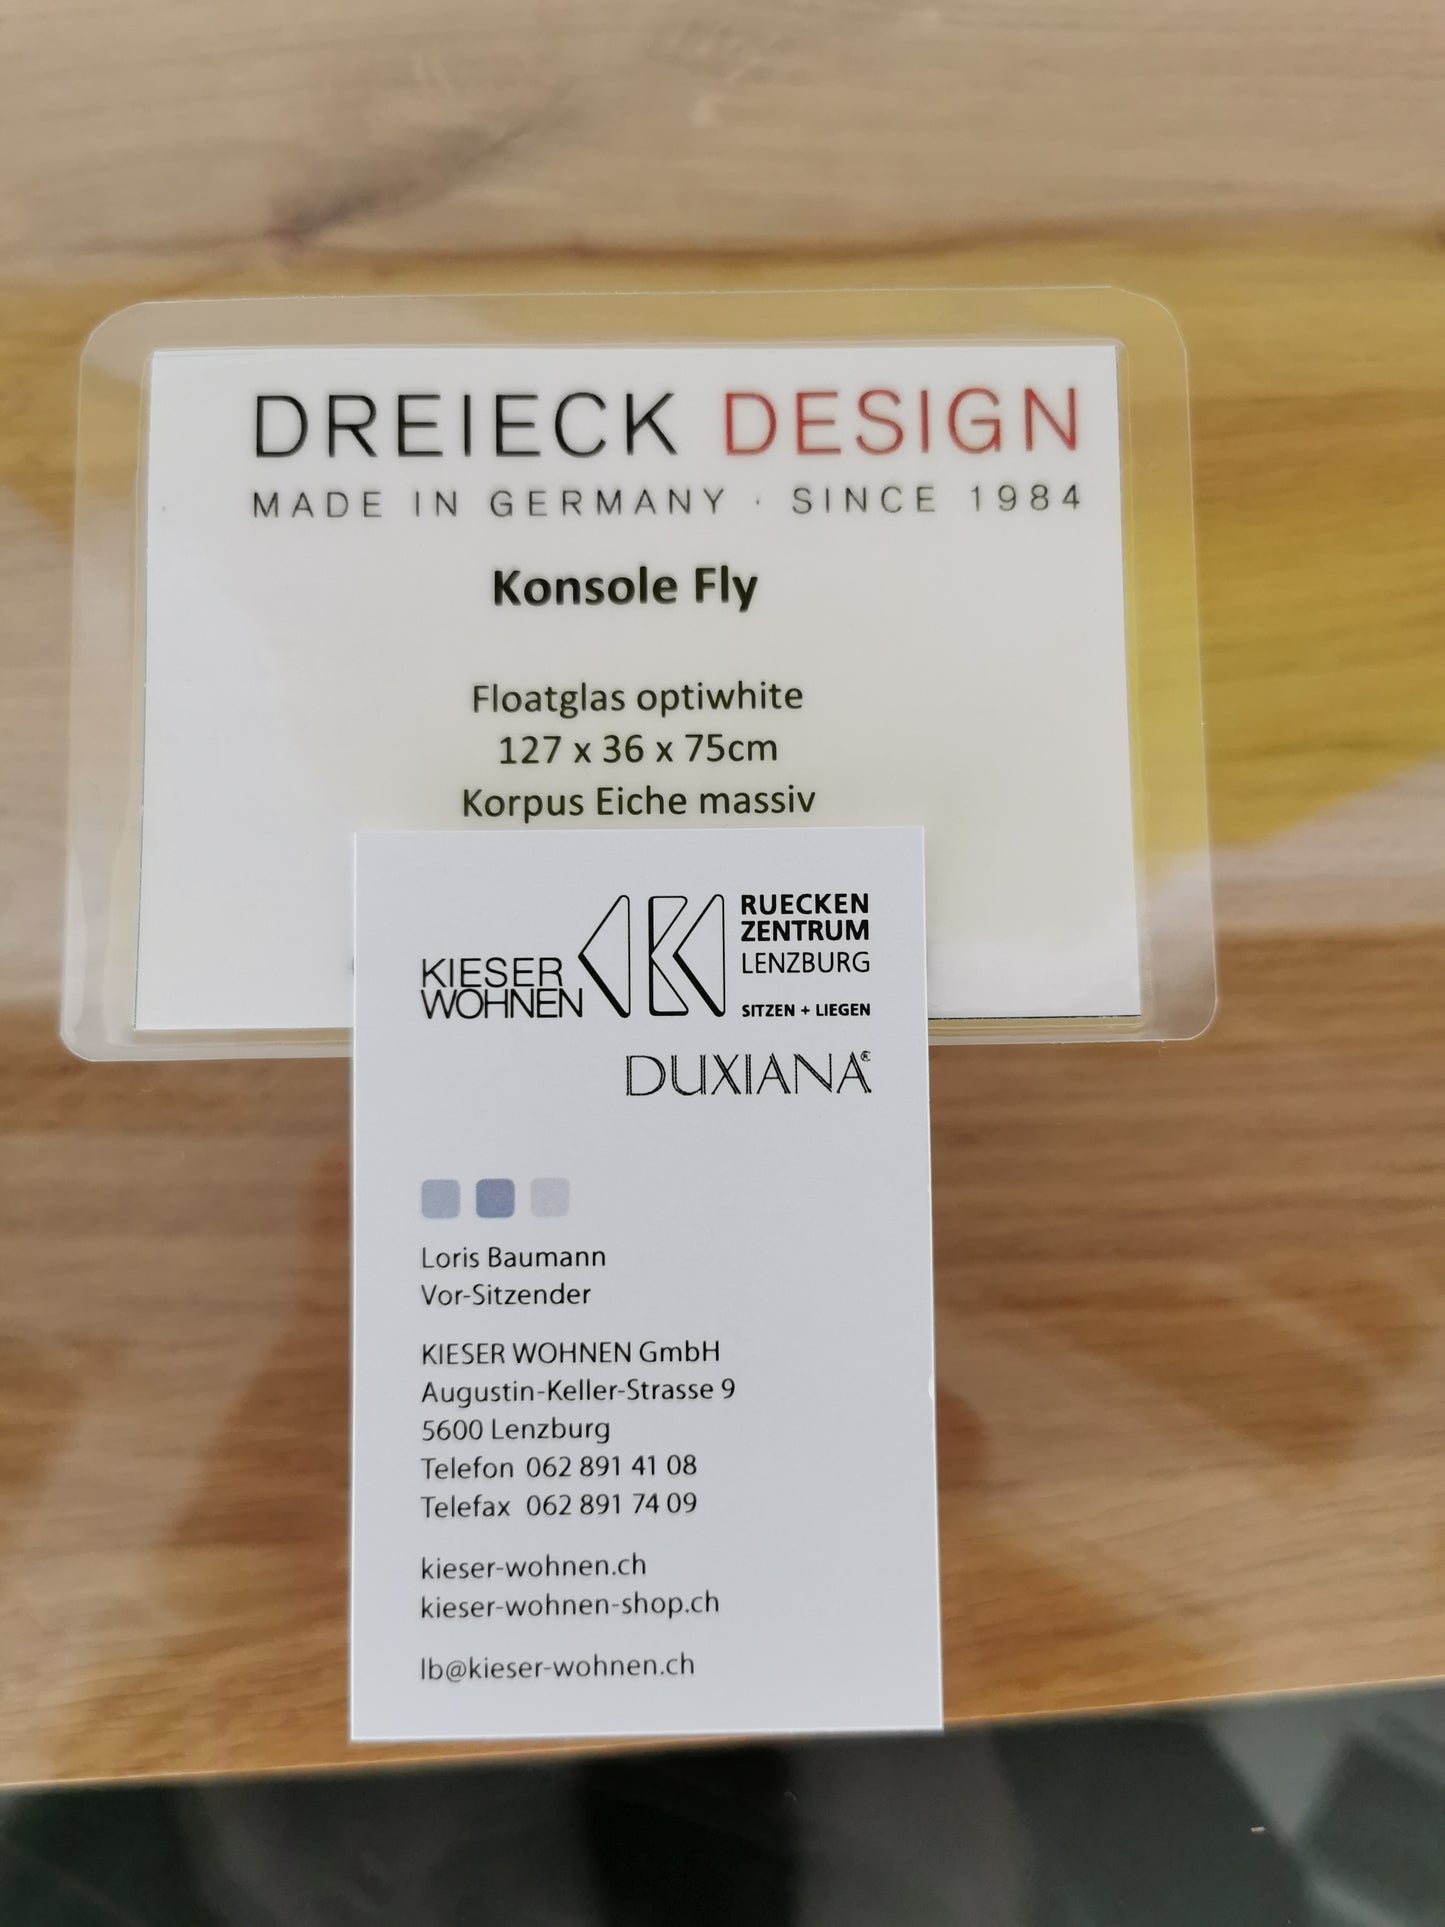 DREIECK DESIGN
MADE IN GERMANY · SINCE 1984
Konsole Fly
Floatglas optiwhite
127 x 36 x 75cm
Korpus Eiche massiv
KIESER
WOHNEN
RUECKEN
ZENTRUM
LENZBURG
SITZEN + LIEGEN
DUXIANA®
Loris Baumann
Vor-Sitzender
KIESER WOHNEN GmbH
Augustin-Keller-Strasse 9
5600 Lenzburg
Telefon 062 891 41 08
Telefax 062 891 74 09
kieser-wohnen.ch
kieser-wohnen-shop.ch
lb@kieser-wohnen.ch